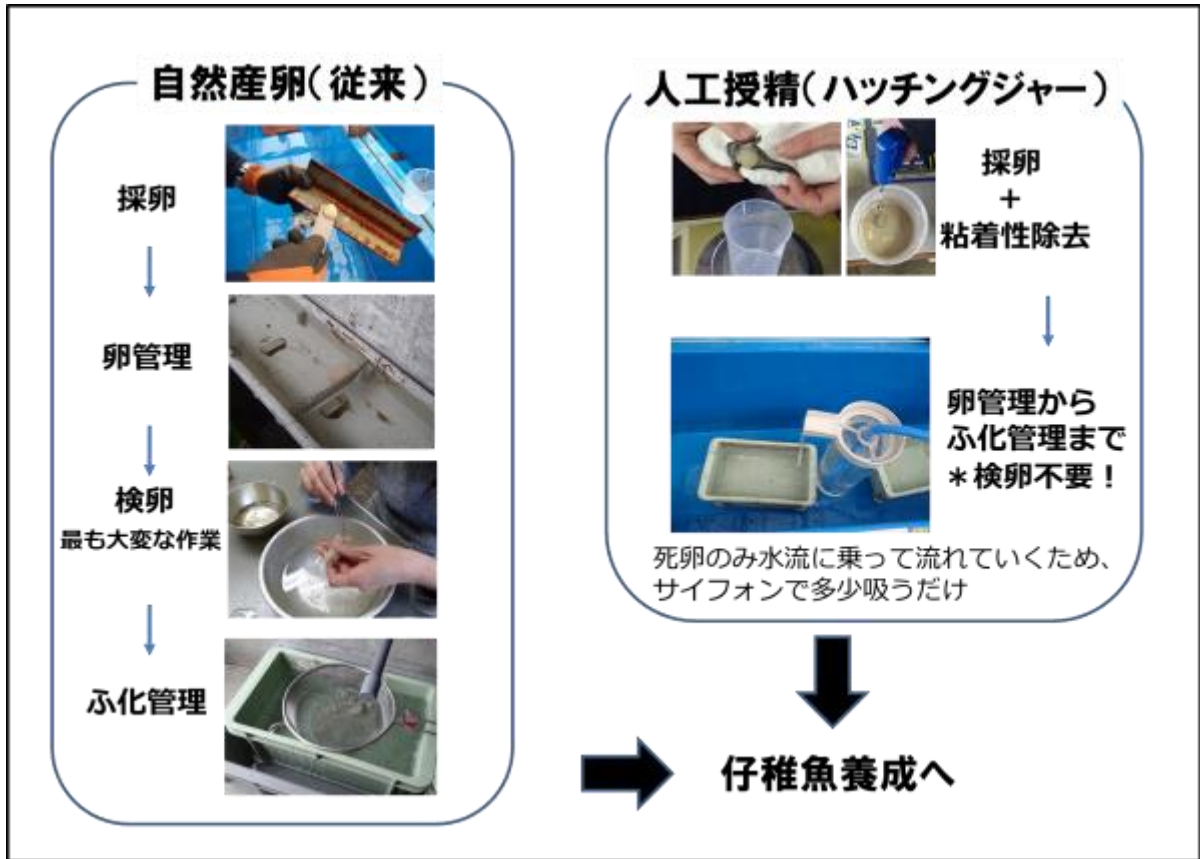 自然産卵(従来)
採卵
卵管理
検卵
最も大変な作業
ふ化管理
人工授精(ハッチングジャー)
採卵
+
粘着性除去
卵管理から
ふ化管理まで
*検卵不要！
死卵のみ水流に乗って流れていくため、
サイフォンで多少吸うだけ
仔稚魚養成へ